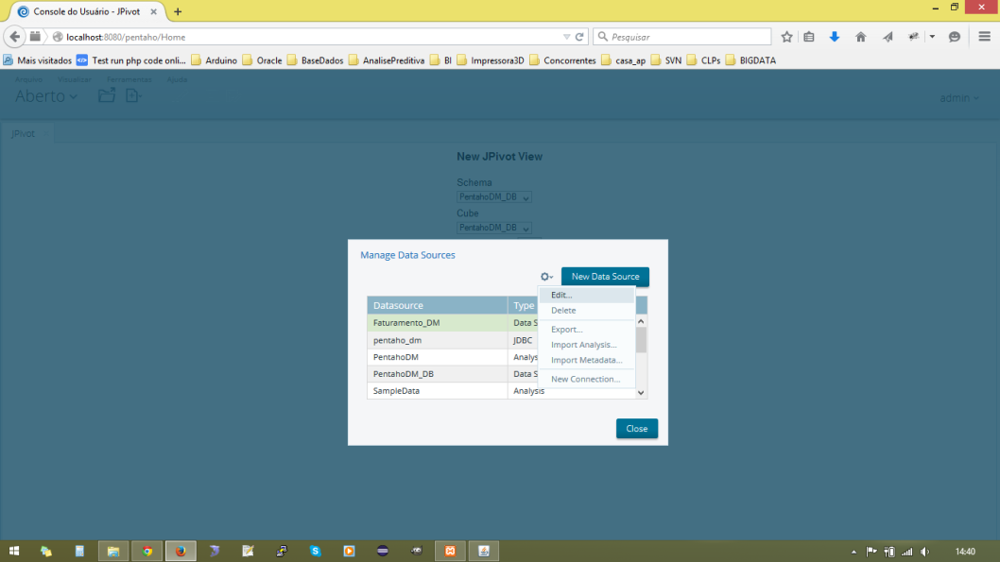 Console do Usuário - JPivot
localhost:8080/pentaho/Home
Pesquisar
Mais visitados Test run php code onli... Arduino Oracle BaseDados AnalisePreditiva BI Impressora3D Concorrentes casa_ap SVN CLPs BIGDATA
Arquivo Visualizar Ferramentas Ajuda
Aberto
admin
JPivot
New JPivot View
Schema
PentahoDM_DB
Cube
PentahoDM_DB
Manage Data Sources
New Data Source
Edit...
Delete
Export...
Import Analysis...
Import Metadata...
New Connection...
Datasource Type
Faturamento_DM Data S
pentaho_dm JDBC
PentahoDM Analys
PentahoDM_DB Data S
SampleData Analysis
Close
14:40